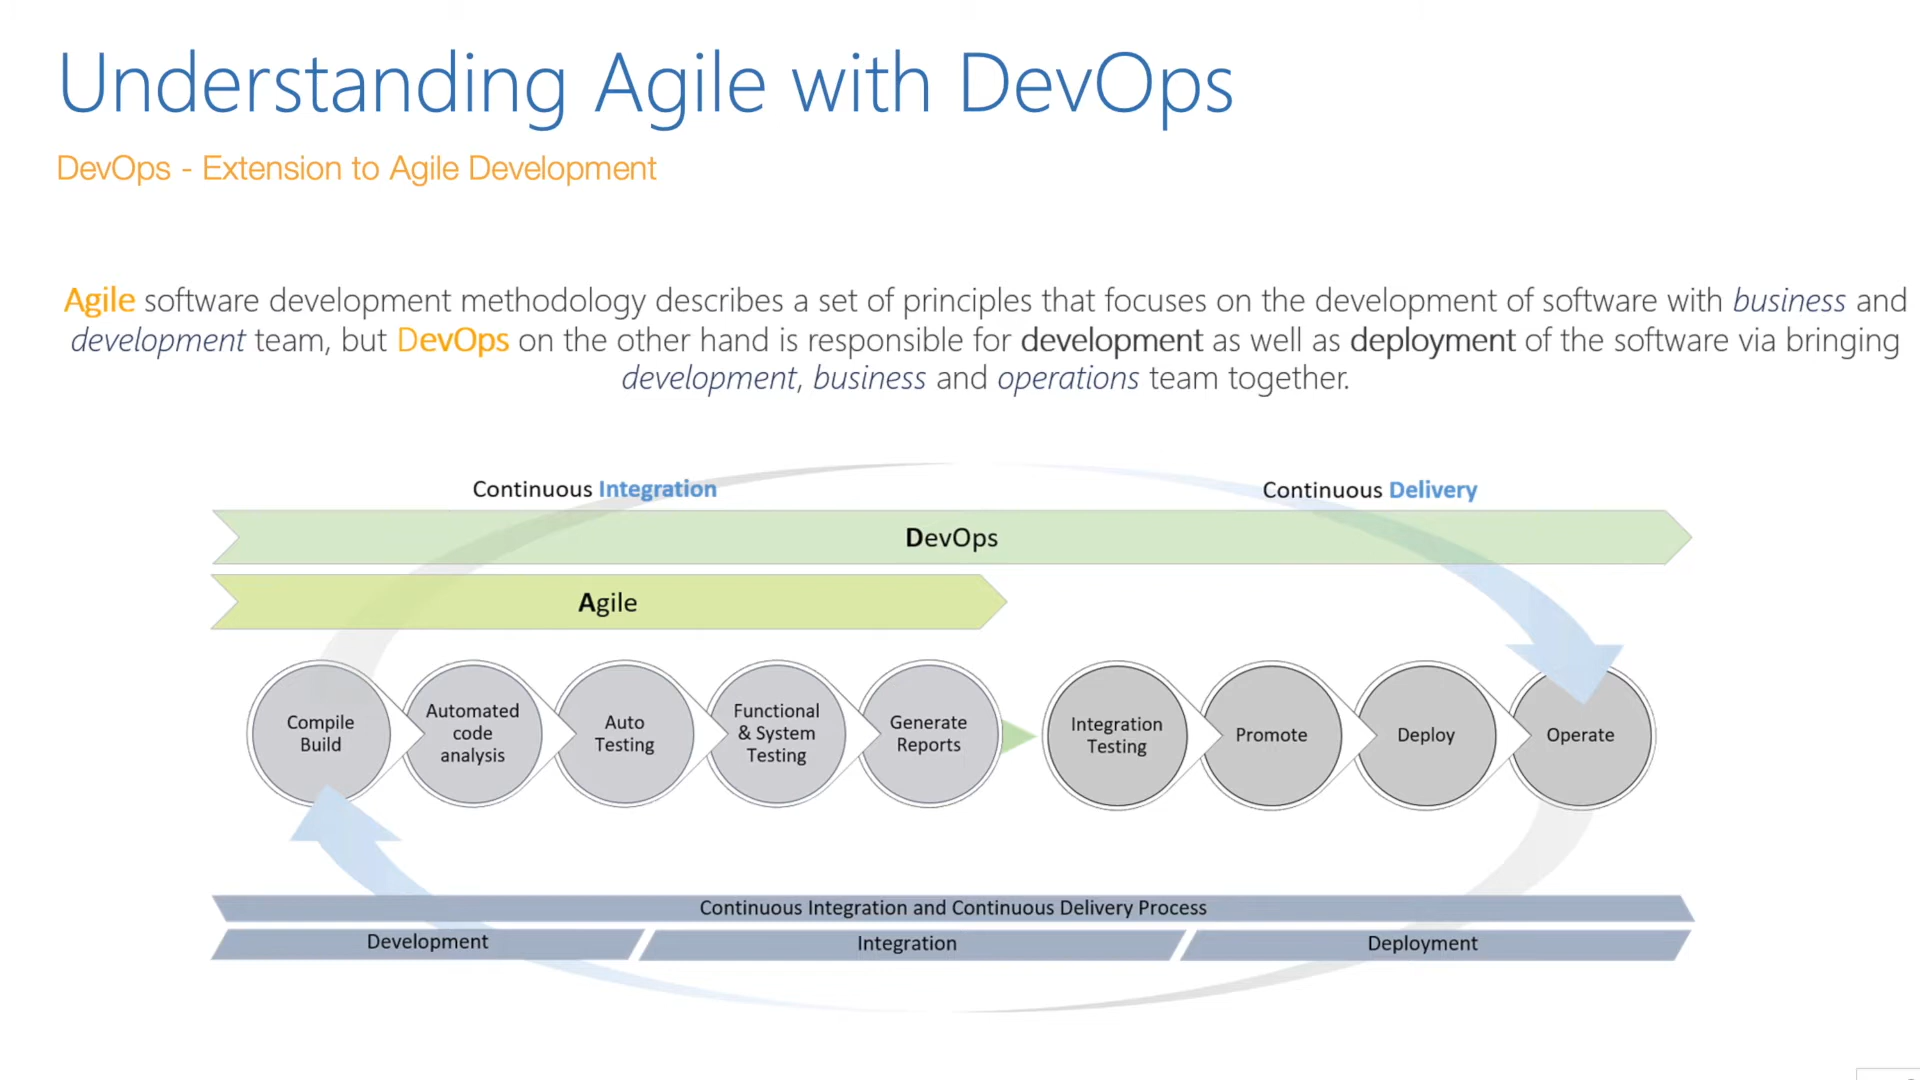 Understanding Agile with DevOps
DevOps - Extension to Agile Development
Agile software development methodology describes a set of principles that focuses on the development of software with business and
development team, but DevOps on the other hand is responsible for development as well as deployment of the software via bringing
development, business and operations team together.
Continuous Integration
Continuous Delivery
DevOps
Agile
Compile
Build
Automated
code
analysis
Auto
Testing
Functional
& System
Testing
Generate
Reports
Integration
Testing
Promote
Deploy
Operate
Continuous Integration and Continuous Delivery Process
Development
Integration
Deployment